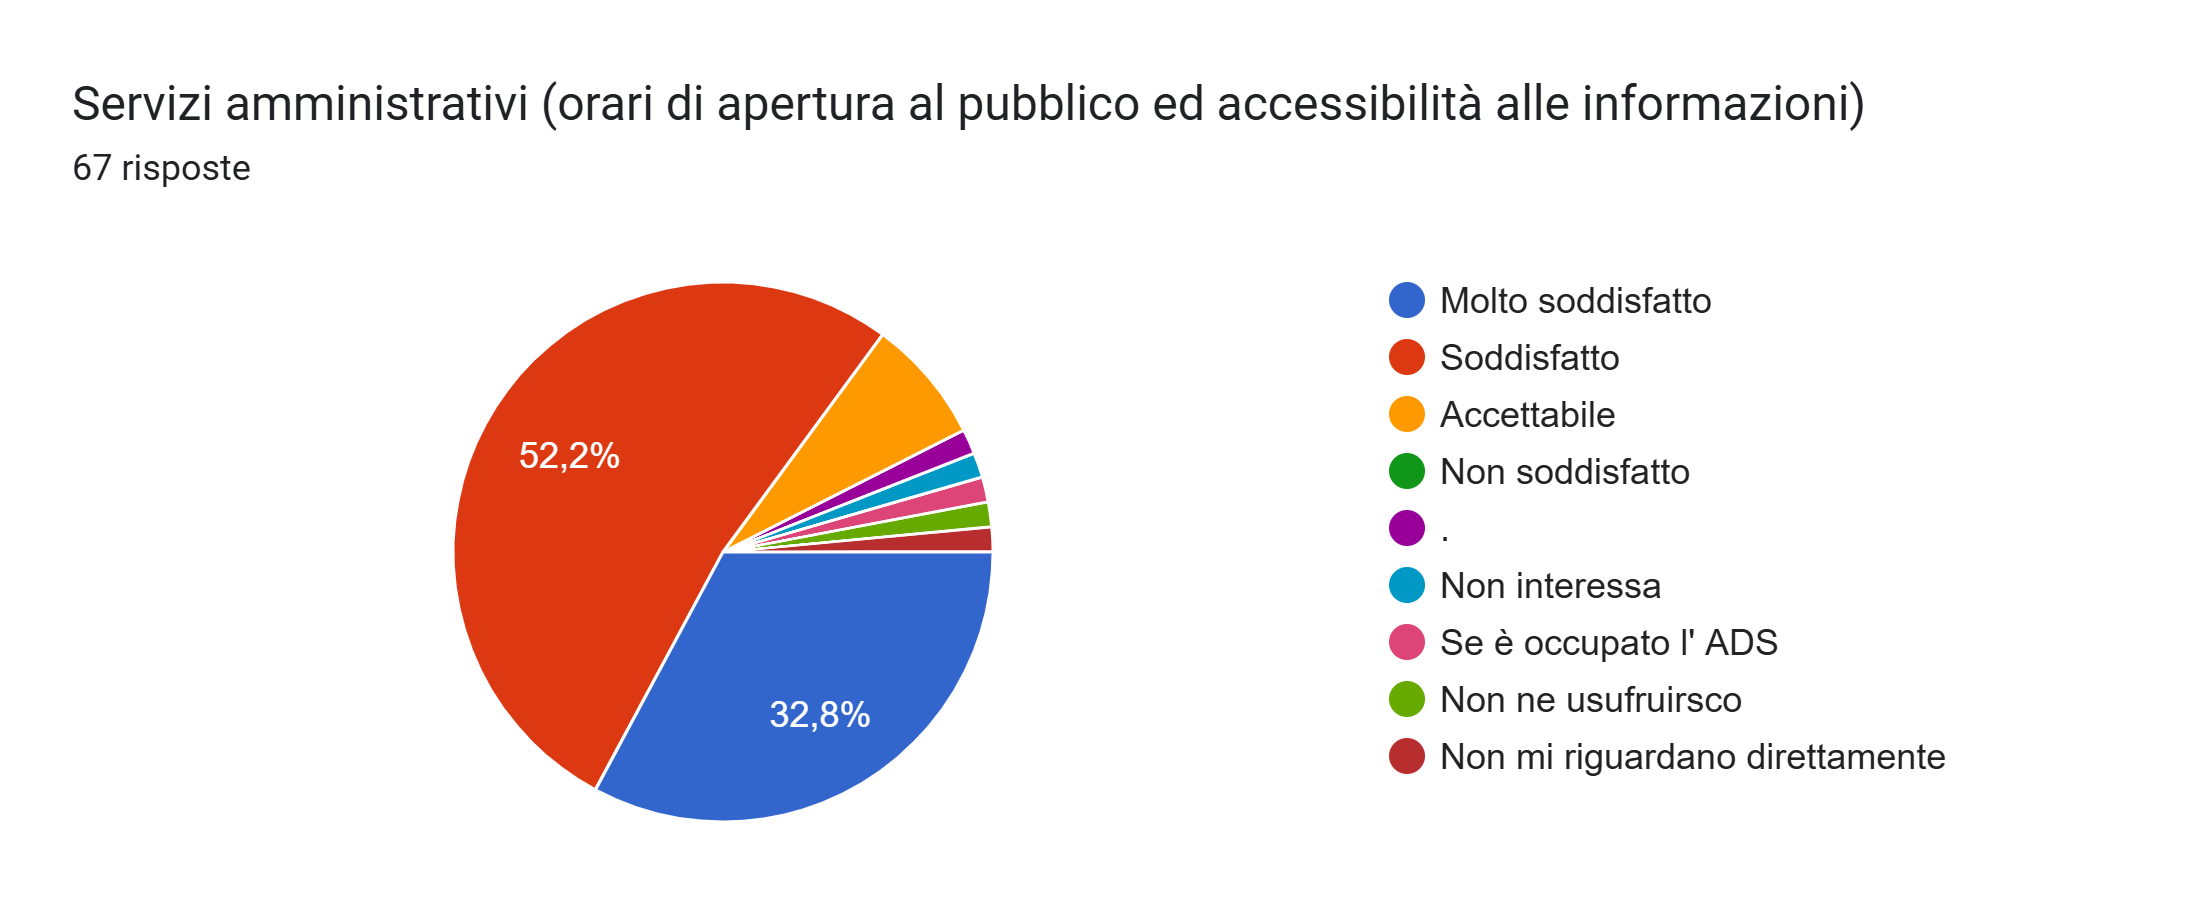 Servizi amministrativi (orari di apertura al pubblico ed accessibilità alle informazioni)
67 risposte
52,2%
32,8%
Molto soddisfatto
Soddisfatto
Accettabile
Non soddisfatto
.
Non interessa
Se è occupato l' ADS
Non ne usufruirsco
Non mi riguardano direttamente